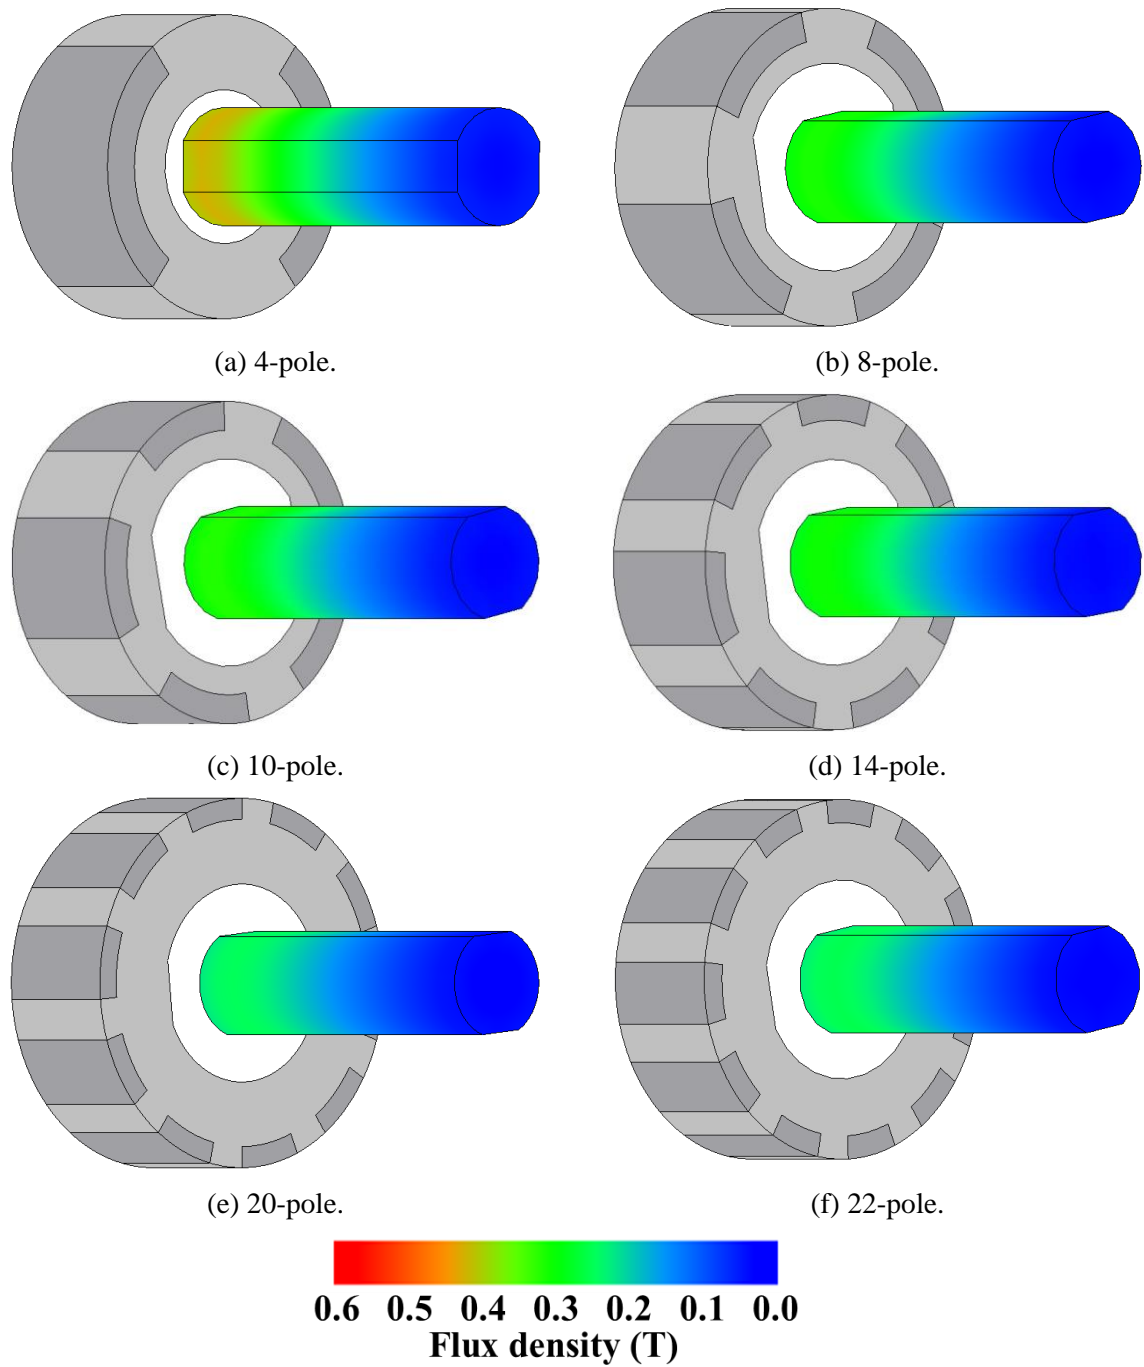 (a) 4-pole.
(b) 8-pole.
(c) 10-pole.
(d) 14-pole.
(e) 20-pole.
(f) 22-pole.
0.6 0.5 0.4 0.3 0.2 0.1 0.0
Flux density (T)